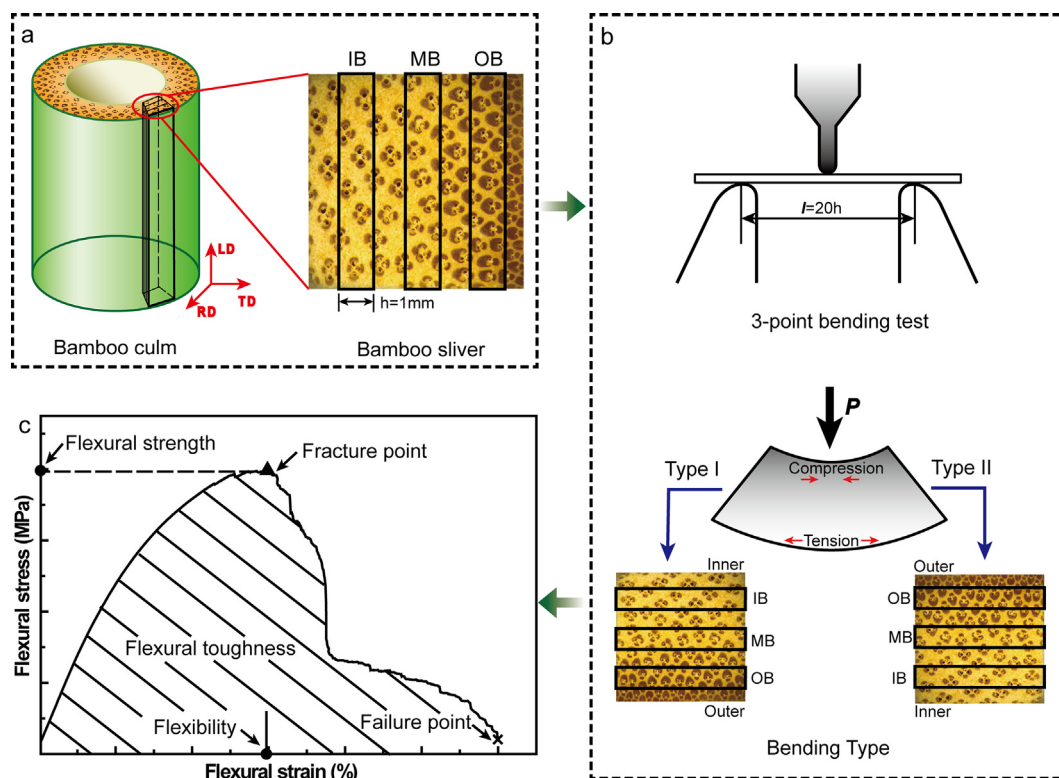 a
IB MB OB
LD
TD
RD
h=1mm
Bamboo culm
Bamboo sliver
b
l=20h
3-point bending test
P
Type I
Compression
Type II
Tension
Inner
IB
MB
OB
Outer
Outer
OB
MB
IB
Inner
Bending Type
c
Flexural strength
Fracture point
Flexural stress (MPa)
Flexural toughness
Flexibility
Failure point
Flexural strain (%)